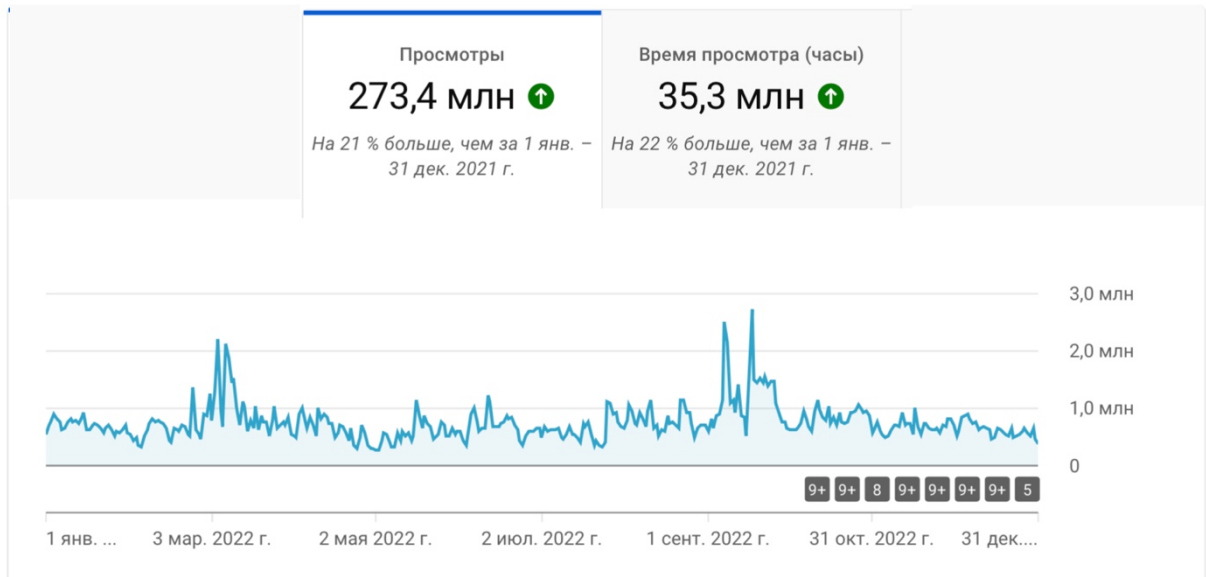 Просмотры
273,4 млн
На 21 % больше, чем за 1 янв. –
31 дек. 2021 г.
Время просмотра (часы)
35,3 млн
На 22 % больше, чем за 1 янв. –
31 дек. 2021 г.
3,0 млн
2,0 млн
1,0 млн
0
9+ 9+ 8 9+ 9+ 9+ 9+ 5
1 янв. ... 3 мар. 2022 г. 2 мая 2022 г. 2 июл. 2022 г. 1 сент. 2022 г. 31 окт. 2022 г. 31 дек....